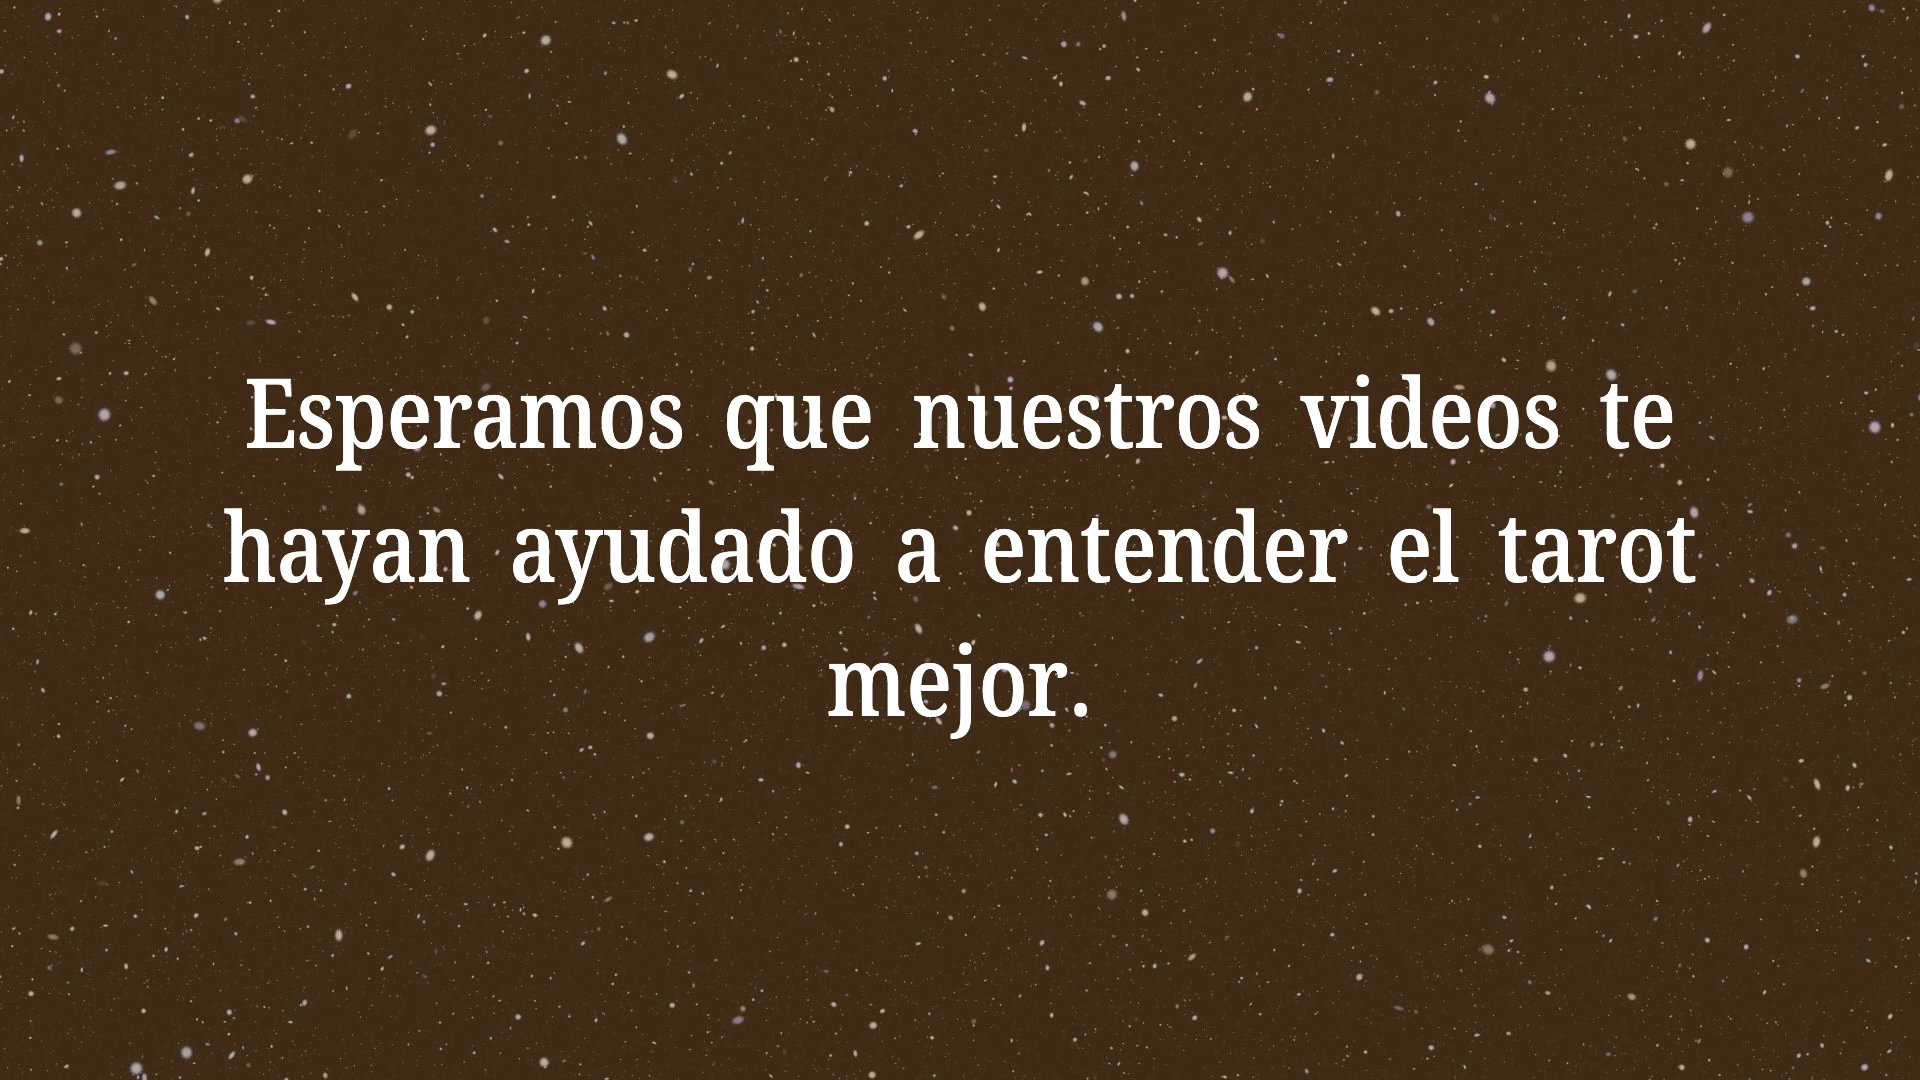 Esperamos que nuestros videos te
hayan ayudado a entender el tarot
mejor.